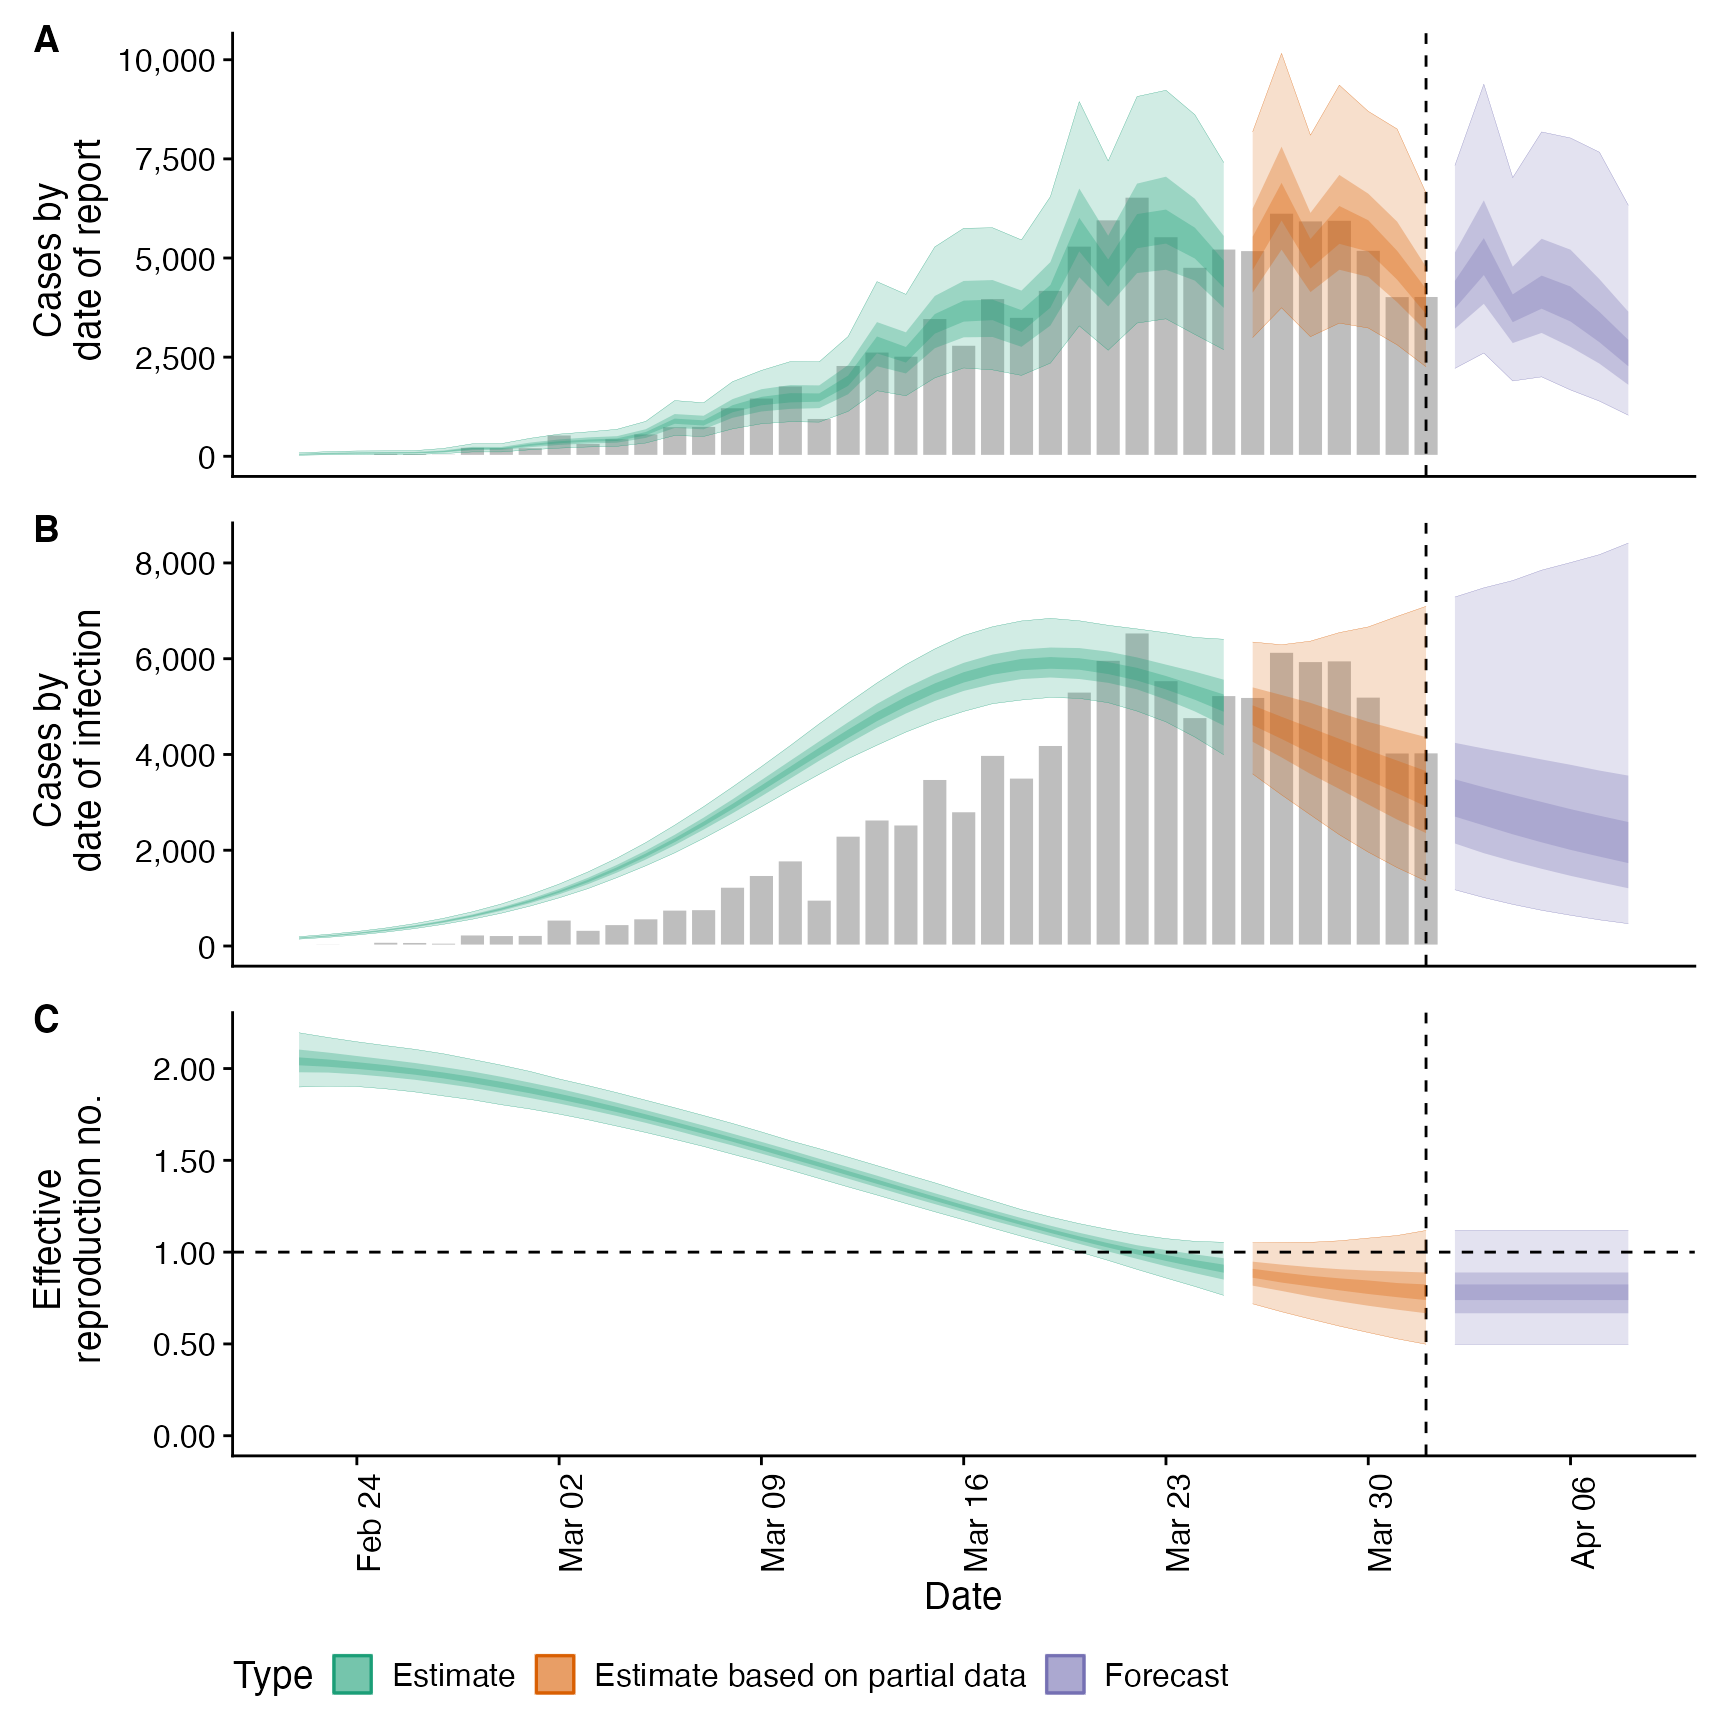 A
10,000
7,500
5,000
2,500
0
Cases by
date of report
B
8,000
6,000
4,000
2,000
0
Cases by
date of infection
C
2.00
1.50
1.00
0.50
0.00
Effective
reproduction no.
Feb 24
Mar 02
Mar 09
Mar 16
Mar 23
Mar 30
Apr 06
Date
Type Estimate Estimate based on partial data Forecast